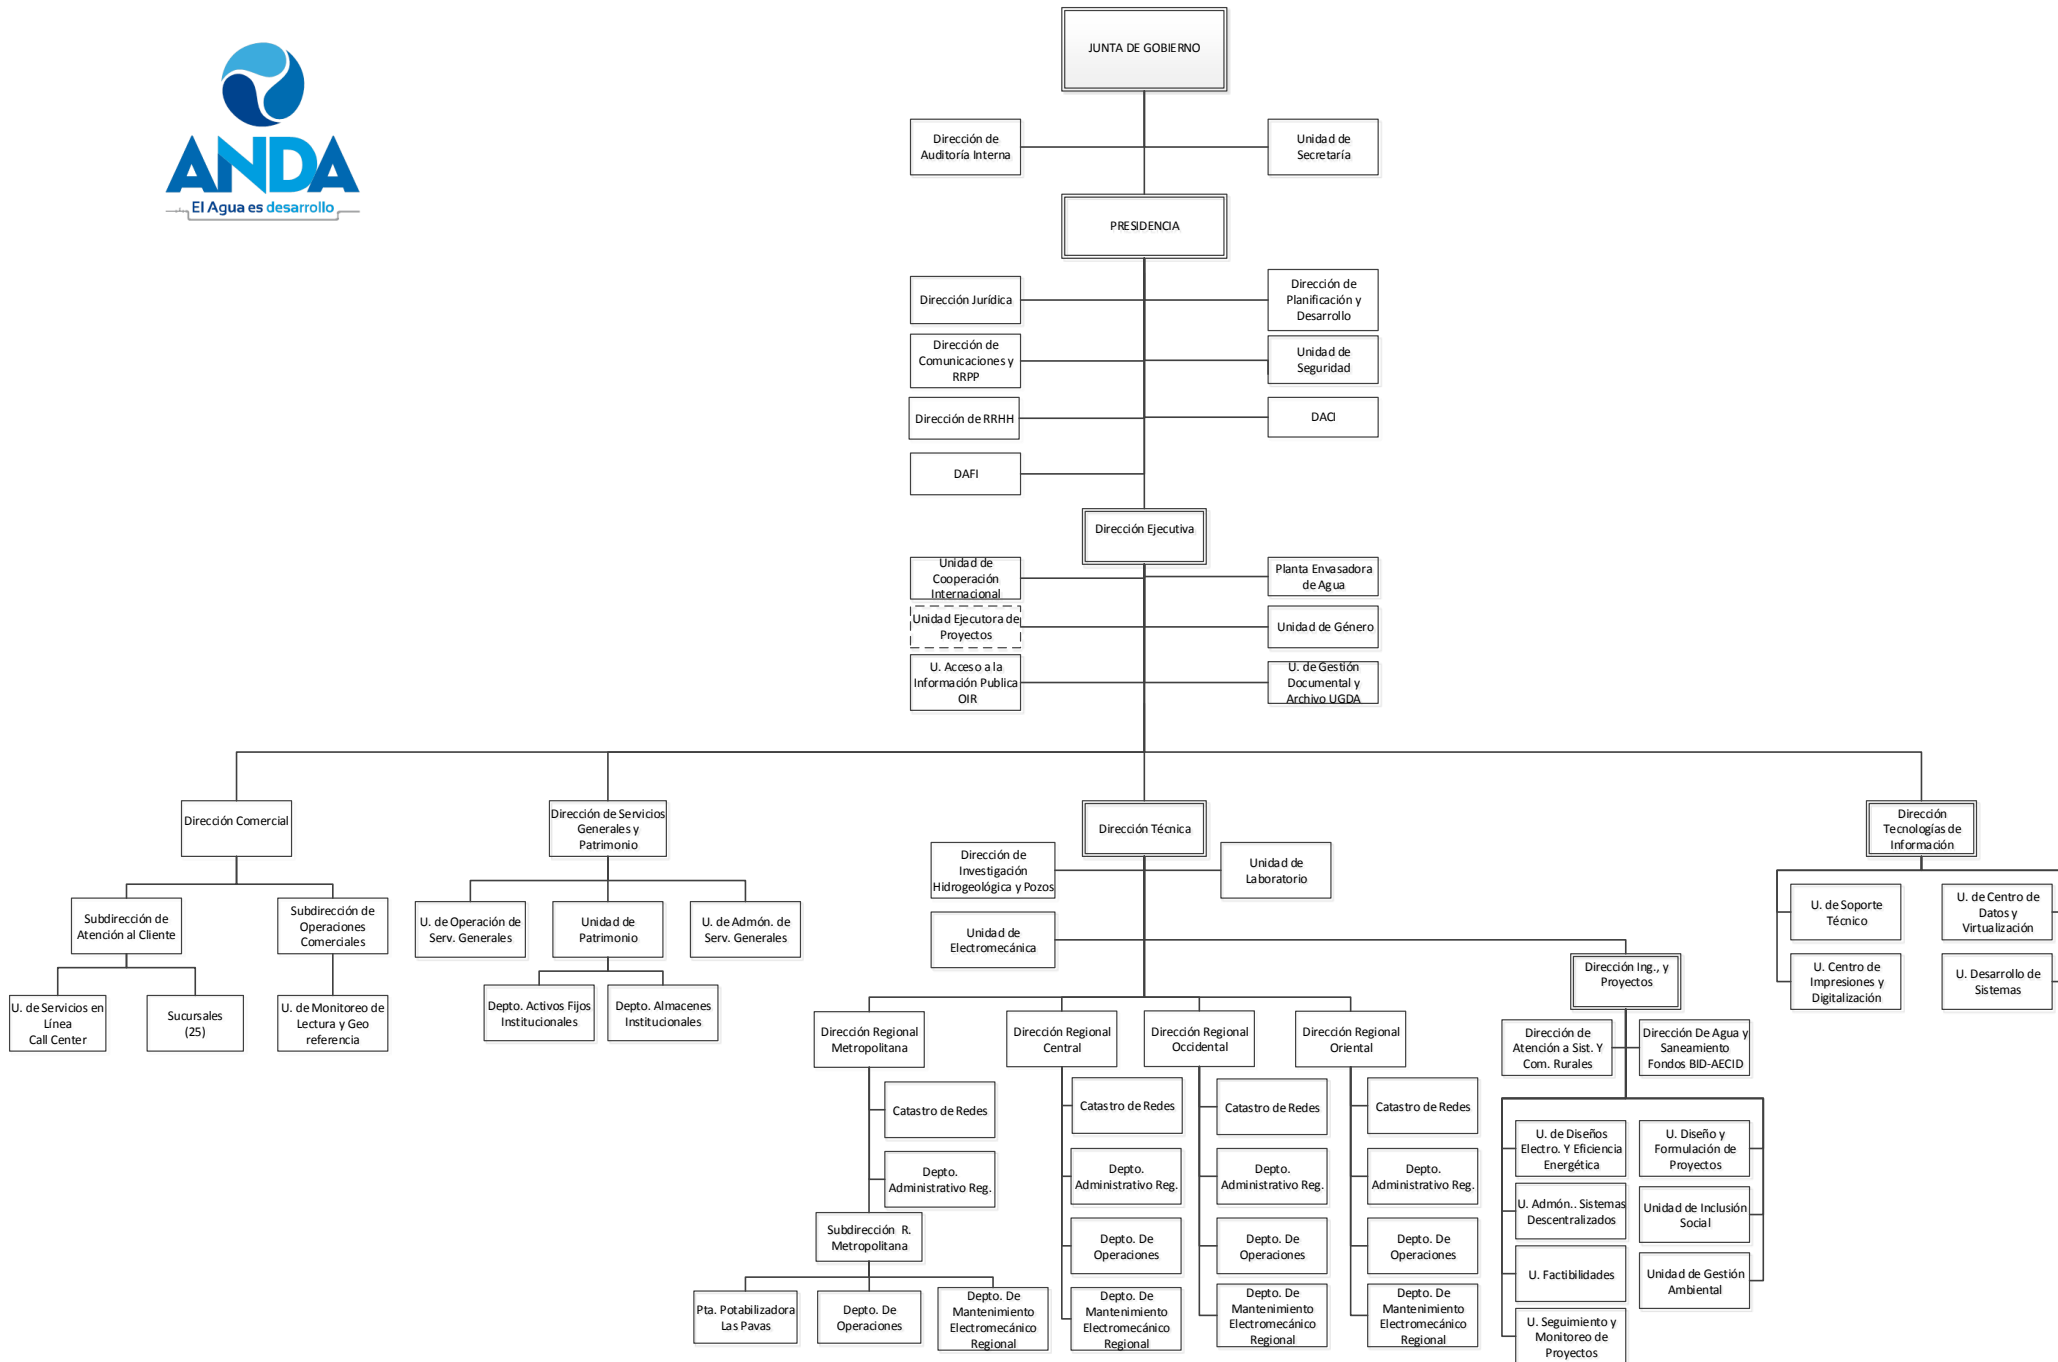 JUNTA DE GOBIERNO
ANDA
El Agua es desarrollo
Dirección de
Auditoría Interna
Unidad de
Secretaría
PRESIDENCIA
Dirección Jurídica
Dirección de
Planificación y
Desarrollo
Dirección de
Comunicaciones y
RRPP
Unidad de
Seguridad
Dirección de RRHH
DACI
DAFI
Dirección Ejecutiva
Unidad de
Cooperación
Internacional
Planta Envasadora
de Agua
Unidad Ejecutora de
Proyectos
Unidad de Género
U. Acceso a la
Información Publica
OIR
U. de Gestión
Documental y
Archivo UGDA
Dirección Comercial
Dirección de Servicios
Generales y
Patrimonio
Dirección Técnica
Dirección
Tecnologías de
Información
Dirección de
Investigación
Hidrogeológica y Pozos
Unidad de
Laboratorio
Unidad de
Electromecánica
Subdirección de
Atención al Cliente
Subdirección de
Operaciones
Comerciales
U. de Operación de
Serv. Generales
Unidad de
Patrimonio
U. de Admón. de
Serv. Generales
U. de Soporte
Técnico
U. de Centro de
Datos y
Virtualización
U. Centro de
Impresiones y
Digitalización
U. Desarrollo de
Sistemas
Dirección Ing., y
Proyectos
U. de Servicios en
Línea
Call Center
Sucursales
(25)
U. de Monitoreo de
Lectura y Geo
referencia
Depto. Activos Fijos
Institucionales
Depto. Almacenes
Institucionales
Dirección Regional
Metropolitana
Dirección Regional
Central
Dirección Regional
Occidental
Dirección Regional
Oriental
Dirección de
Atención a Sist. Y
Com. Rurales
Dirección De Agua y
Saneamiento
Fondos BID-AECID
Catastro de Redes
Catastro de Redes
Catastro de Redes
Catastro de Redes
Depto.
Administrativo Reg.
Depto.
Administrativo Reg.
Depto.
Administrativo Reg.
Depto.
Administrativo Reg.
U. de Diseños
Electro. Y Eficiencia
Energética
U. Diseño y
Formulación de
Proyectos
U. Admón.. Sistemas
Descentralizados
Unidad de Inclusión
Social
Subdirección R.
Metropolitana
Depto. De
Operaciones
Depto. De
Operaciones
Depto. De
Operaciones
U. Factibilidades
Unidad de Gestión
Ambiental
Pta. Potabilizadora
Las Pavas
Depto. De
Operaciones
Depto. De
Mantenimiento
Electromecánico
Regional
Depto. De
Mantenimiento
Electromecánico
Regional
Depto. De
Mantenimiento
Electromecánico
Regional
Depto. De
Mantenimiento
Electromecánico
Regional
U. Seguimiento y
Monitoreo de
Proyectos